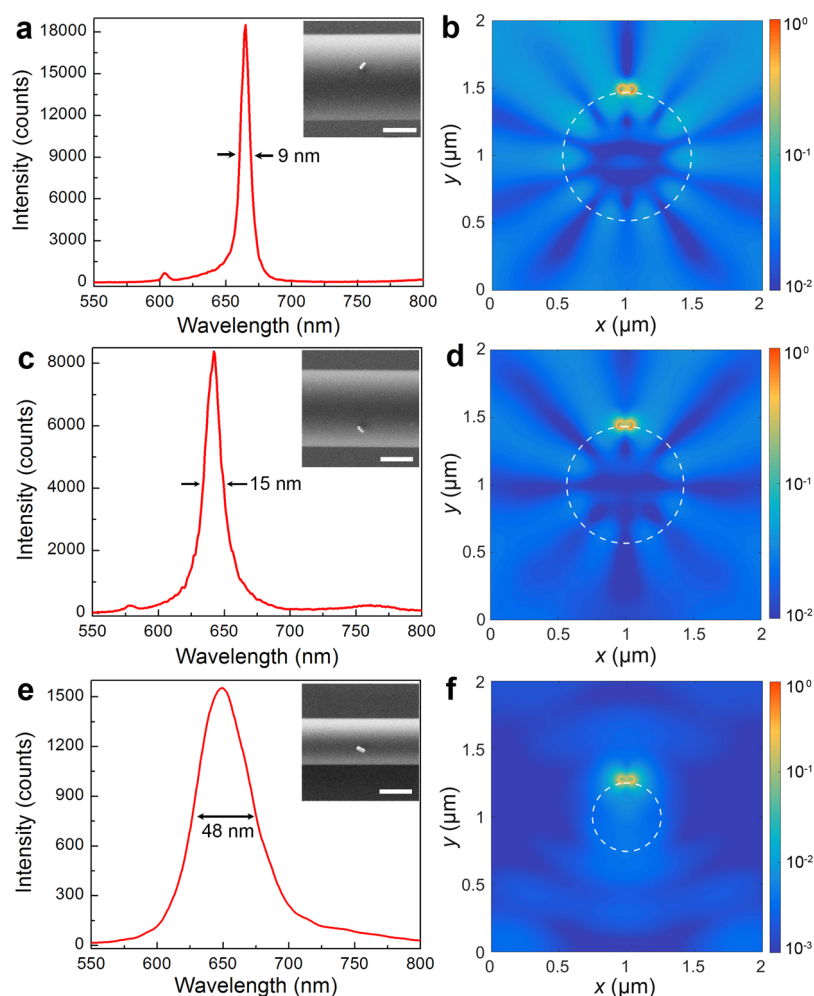 a
18000
15000
12000
9000
6000
3000
0
Intensity (counts)
9 nm
550 600 650 700 750 800
Wavelength (nm)
b
2
1.5
1
0.5
0
y (μm)
0 0.5 1 1.5 2
x (μm)
10⁰
10⁻¹
10⁻²
c
8000
6000
4000
2000
0
Intensity (counts)
15 nm
550 600 650 700 750 800
Wavelength (nm)
d
2
1.5
1
0.5
0
y (μm)
0 0.5 1 1.5 2
x (μm)
10⁰
10⁻¹
10⁻²
e
1500
1200
900
600
300
0
Intensity (counts)
48 nm
550 600 650 700 750 800
Wavelength (nm)
f
2
1.5
1
0.5
0
y (μm)
0 0.5 1 1.5 2
x (μm)
10⁰
10⁻¹
10⁻²
10⁻³